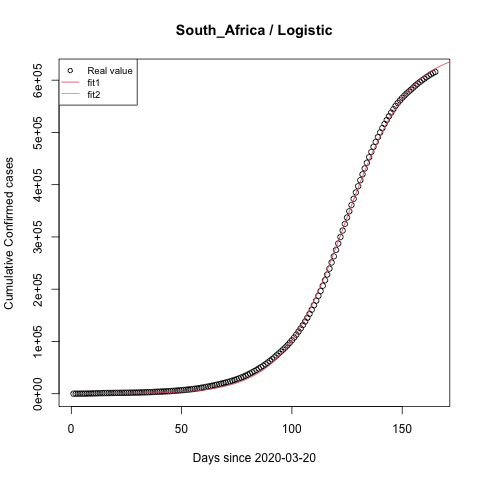 South_Africa / Logistic
Real value
fit1
fit2
Cumulative Confirmed cases
6e+05
5e+05
4e+05
3e+05
2e+05
1e+05
0e+00
0 50 100 150
Days since 2020-03-20